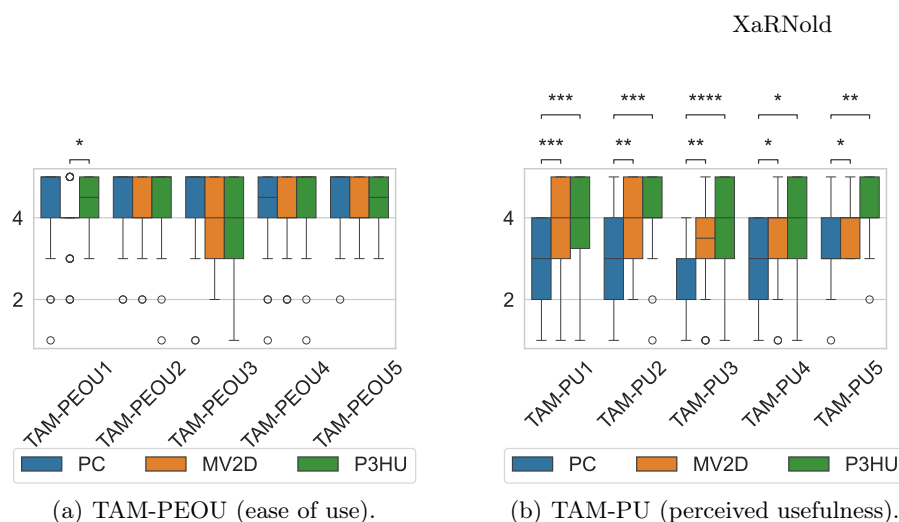 XaRNold
*
4
2
TAM-PEOU1
TAM-PEOU2
TAM-PEOU3
TAM-PEOU4
TAM-PEOU5
PC MV2D P3HU
(a) TAM-PEOU (ease of use).
*** *** **** * **
*** ** ** * *
4
2
TAM-PU1
TAM-PU2
TAM-PU3
TAM-PU4
TAM-PU5
PC MV2D P3HU
(b) TAM-PU (perceived usefulness).